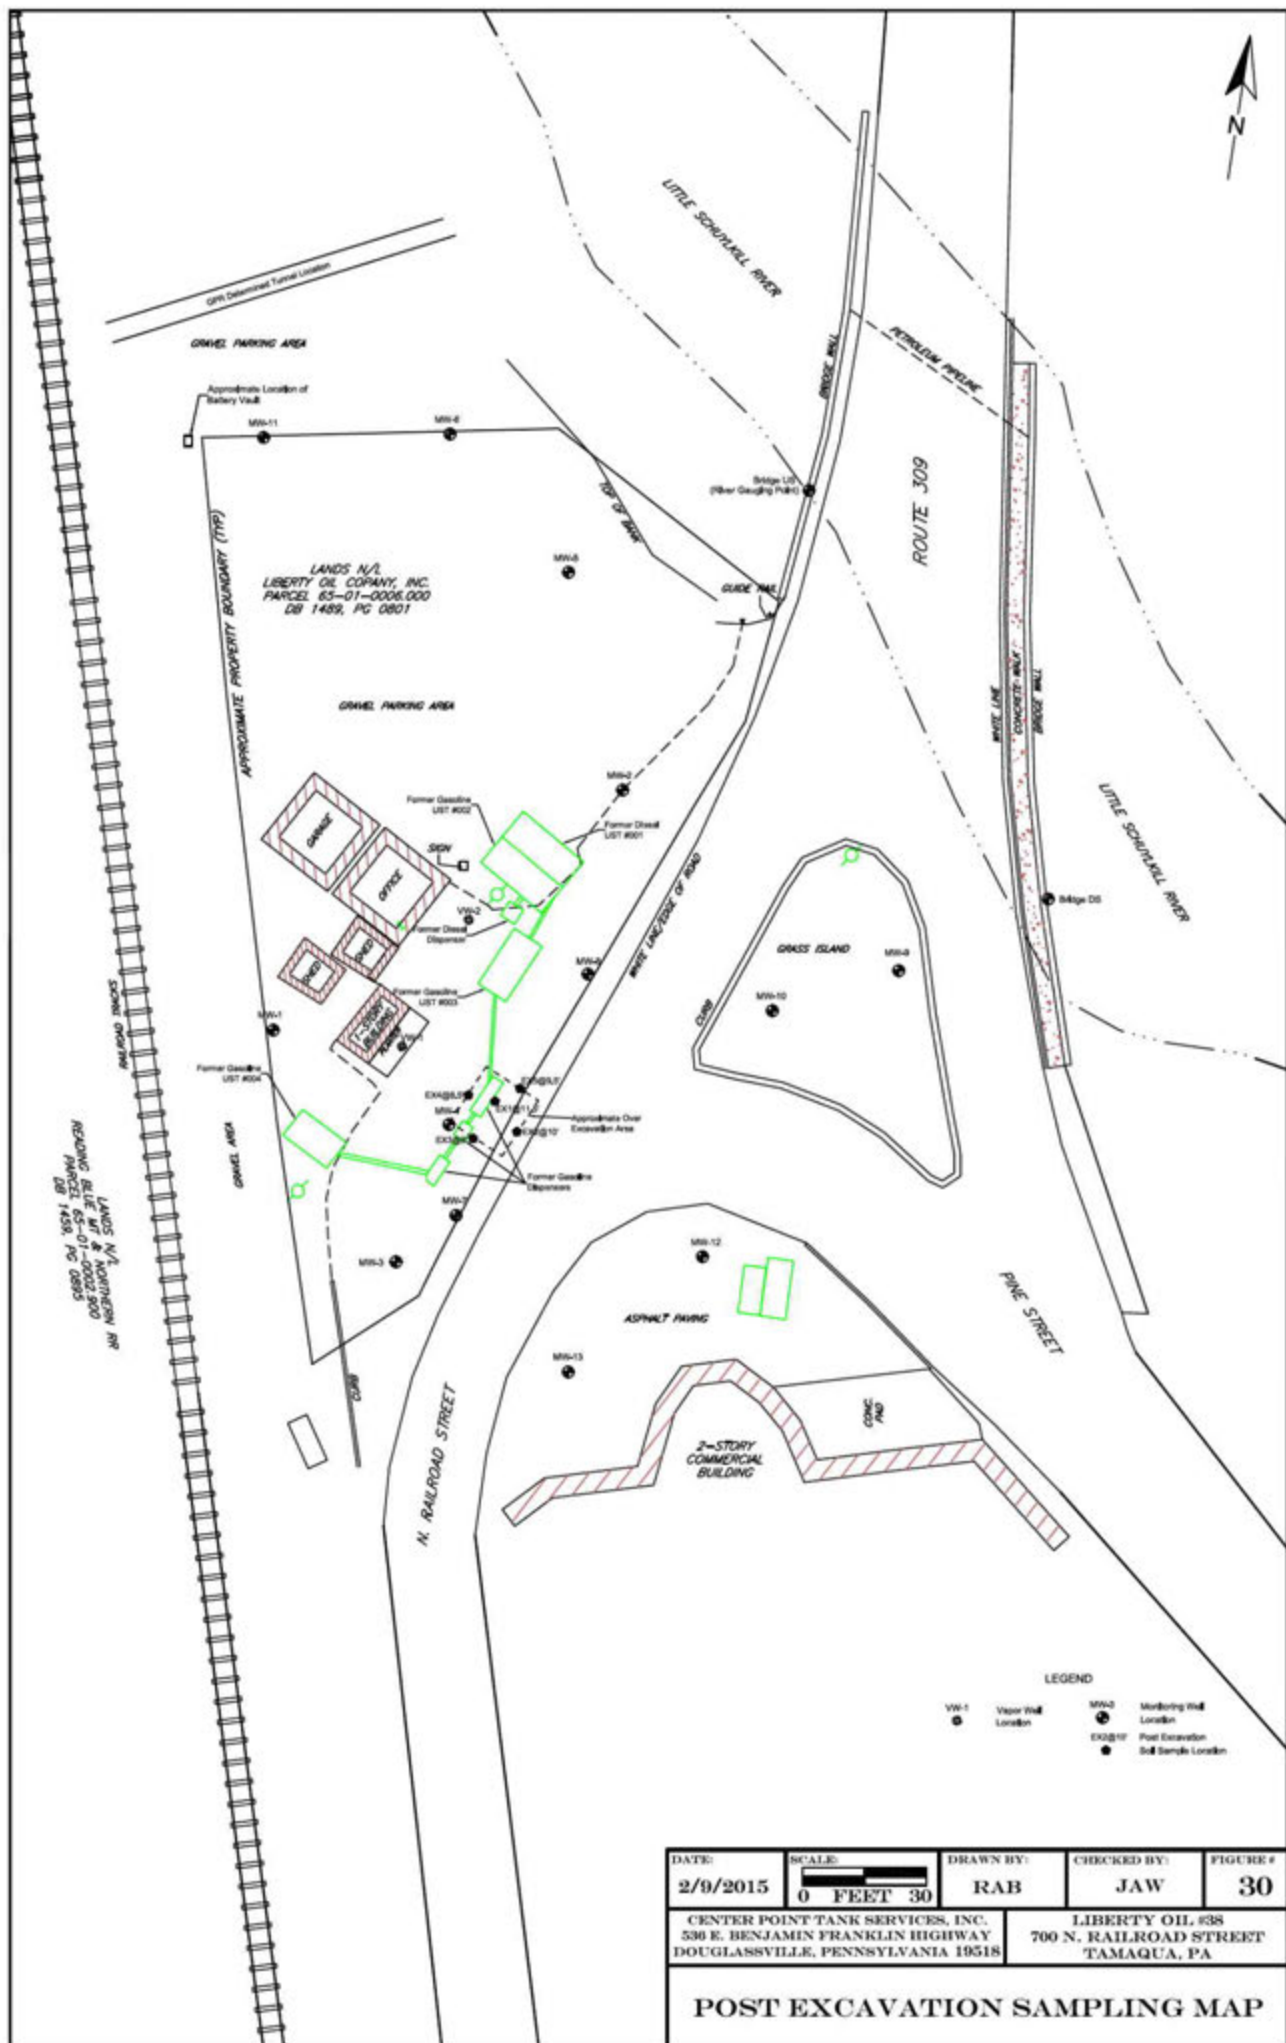 N
LITTLE SCHUYLKILL RIVER
GPR Determined Tunnel Location
GRAVEL PARKING AREA
BRIDGE WALL
PETROLEUM PIPELINE
Approximate Location of
Battery Vault
MW-11
MW-6
ROUTE 309
Bridge US
(River Gauging Point)
TOP OF BANK
APPROXIMATE PROPERTY BOUNDARY (TYP)
MW-5
LANDS N/L
LIBERTY OIL COPANY, INC.
PARCEL 65-01-0006.000
DB 1489, PG 0801
GUIDE RAIL
WHITE LINE
CONCRETE WALK
BRIDGE WALL
GRAVEL PARKING AREA
MW-2
Former Gasoline
UST #002
Former Diesel
UST #001
GARAGE
SIGN
OFFICE
LITTLE SCHUYLKILL RIVER
WHITE LINE/EDGE OF ROAD
Bridge DS
VW-2
Former Diesel
Dispenser
SHED
SHED
GRASS ISLAND
MW-9
MW-10
Former Gasoline
UST #003
RAILROAD TRACKS
MW-1
1-STORY
BUILDING
VW-1
CURB
Former Gasoline
UST #004
EX4@8.5'
MW-4
Approximate Over
Excavation Area
GRAVEL AREA
Former Gasoline
Dispensers
LANDS N/L
READING BLUE MT & NORTHERN RR
PARCEL 65-01-0002.900
DB 1459, PG 0895
MW-7
MW-3
MW-12
PINE STREET
ASPHALT PAVING
MW-13
CURB
N. RAILROAD STREET
CONC.
PAD
2-STORY
COMMERCIAL
BUILDING
LEGEND
VW-1 Vapor Well
Location
MW-3 Monitoring Well
Location
EX2@10' Post Excavation
Soil Sample Location
DATE: SCALE: DRAWN BY: CHECKED BY: FIGURE #
2/9/2015 0 FEET 30 RAB JAW 30
CENTER POINT TANK SERVICES, INC.
536 E. BENJAMIN FRANKLIN HIGHWAY
DOUGLASSVILLE, PENNSYLVANIA 19518
LIBERTY OIL #38
700 N. RAILROAD STREET
TAMAQUA, PA
POST EXCAVATION SAMPLING MAP